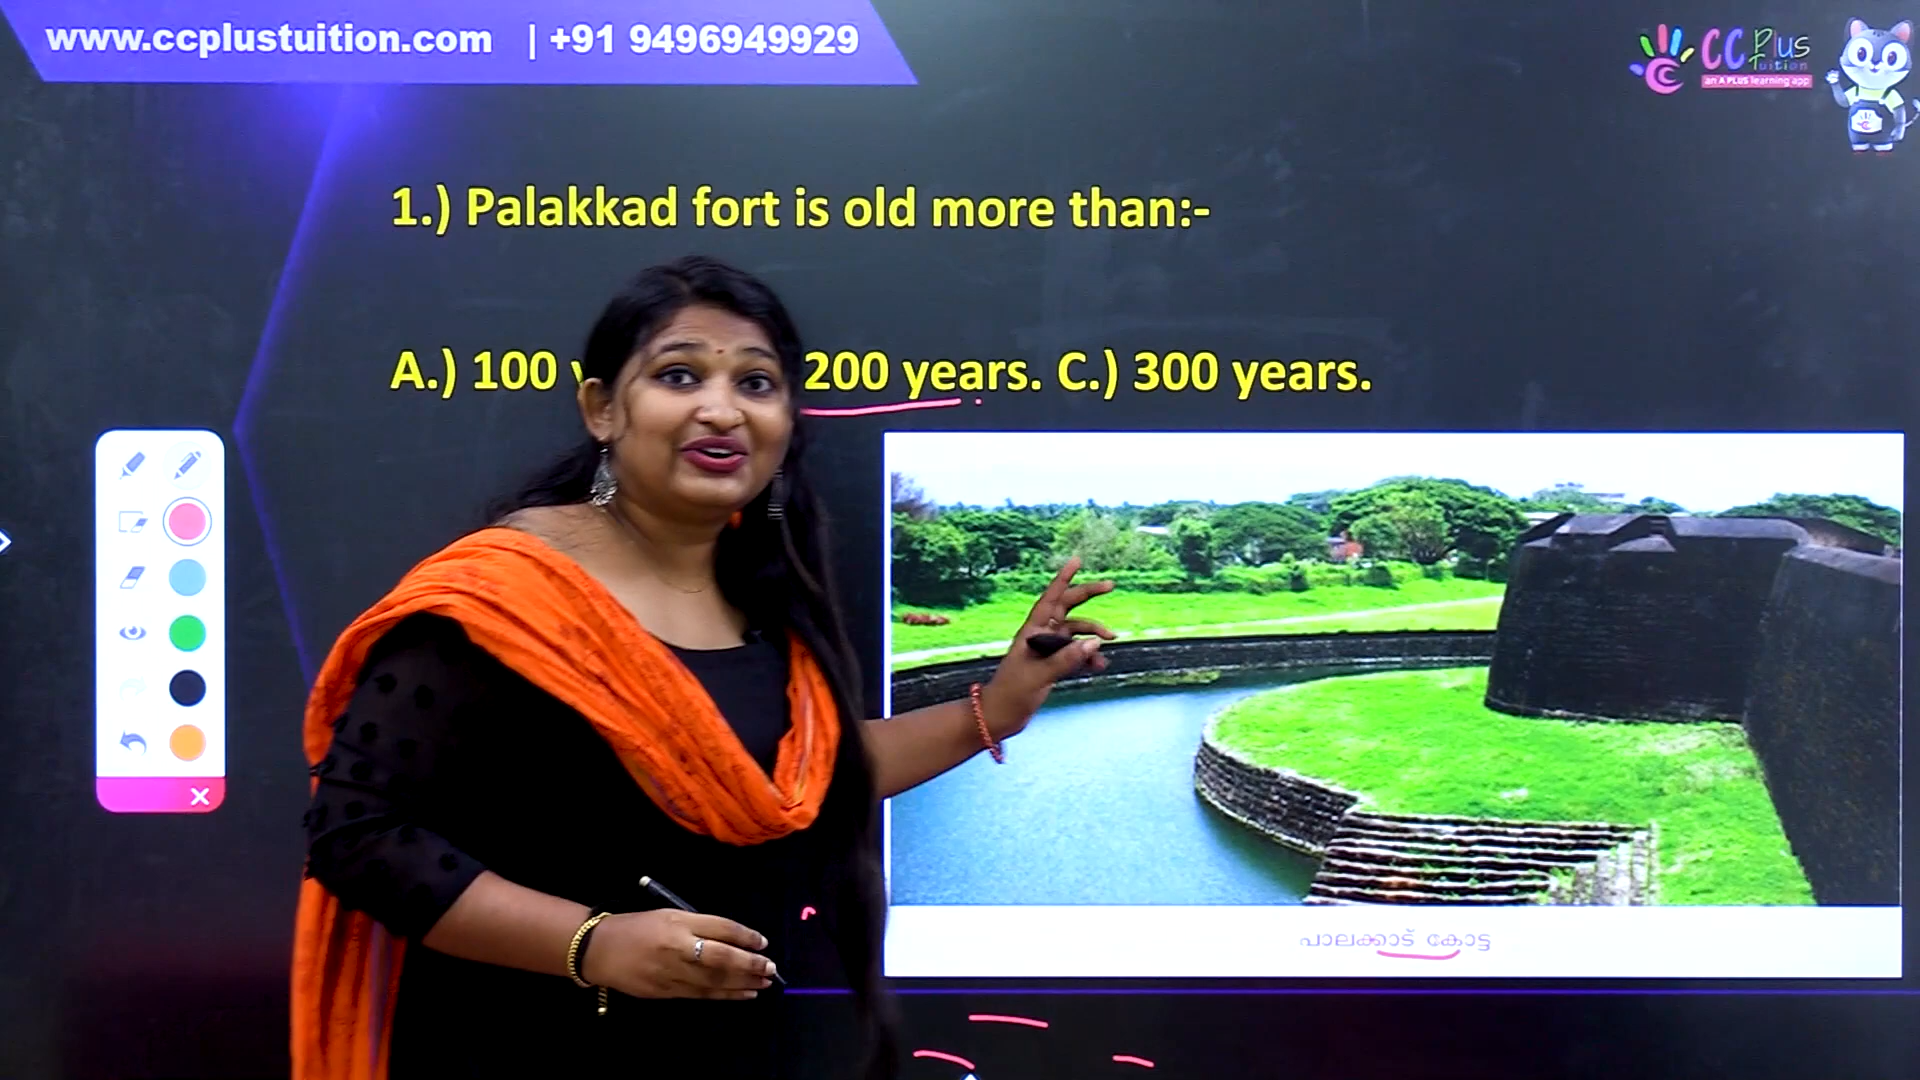 www.ccplustuition.com | +91 9496949929
CC Plus
Tuition
an A PLUS learning app
1.) Palakkad fort is old more than:-
A.) 100 200 years. C.) 300 years.
പാലക്കാട് കോട്ട